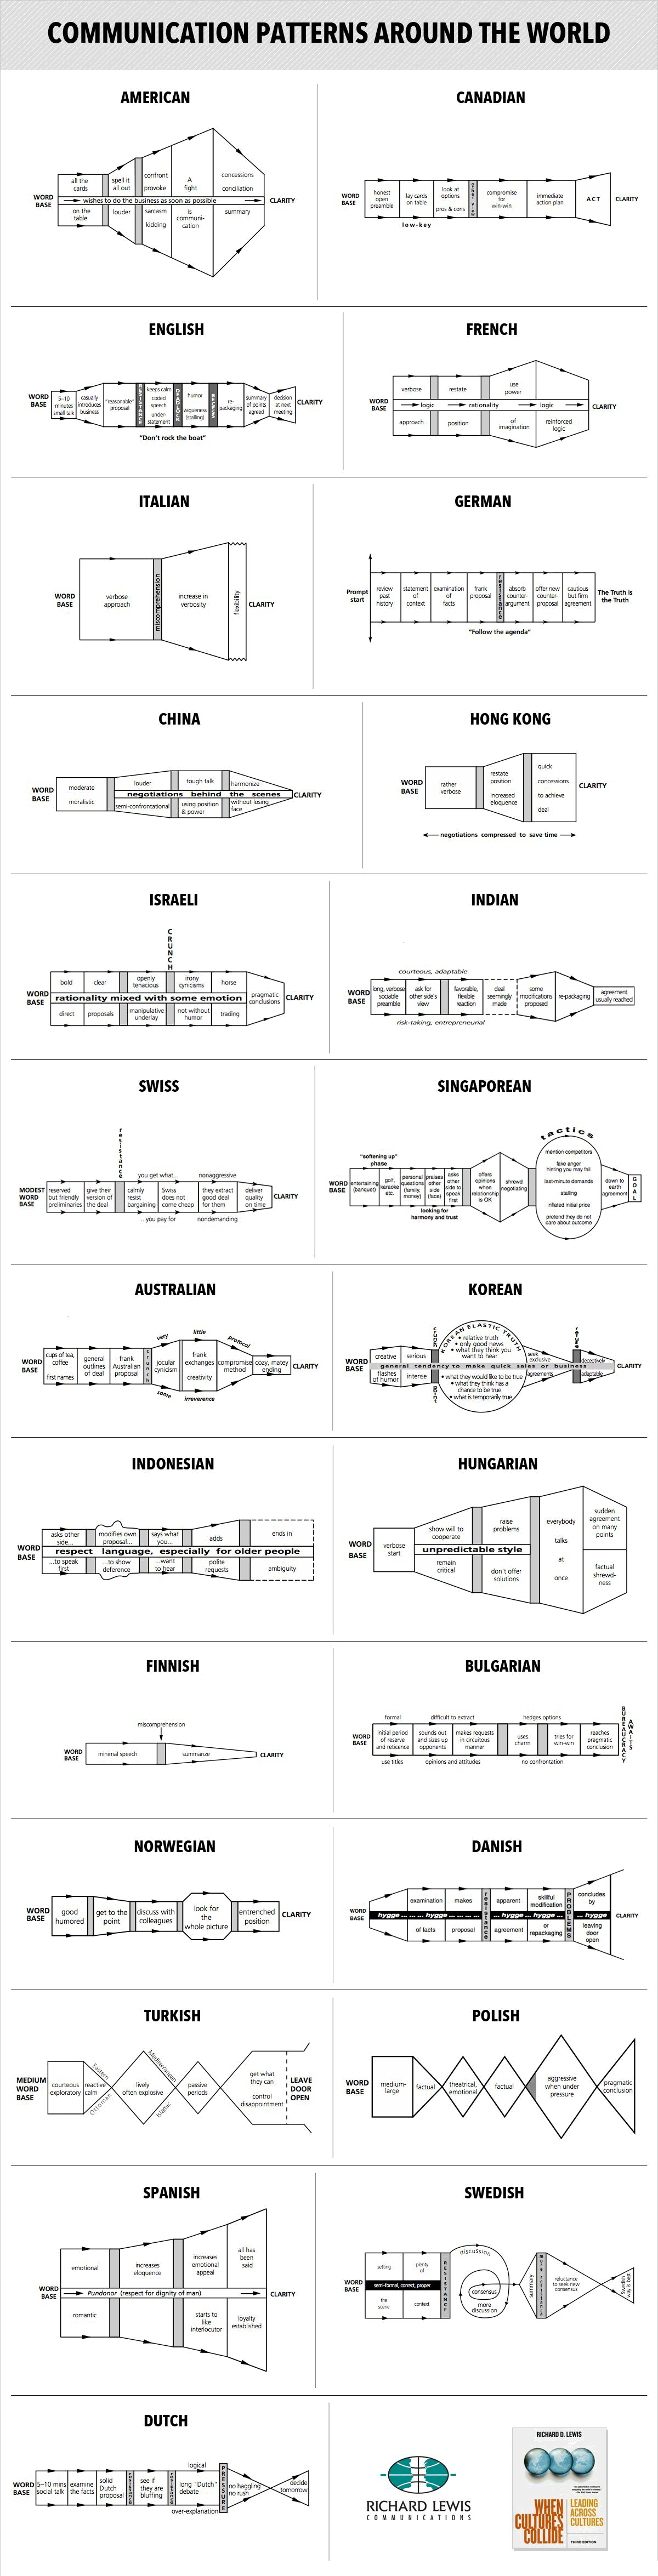 COMMUNICATION PATTERNS AROUND THE WORLD
AMERICAN
WORD
BASE
all the
cards
spell it
all out
confront
provoke
A
fight
concessions
conciliation
wishes to do the business as soon as possible
on the
table
louder
sarcasm
kidding
is
communi-
cation
summary
CLARITY
CANADIAN
WORD
BASE
honest
open
preamble
lay cards
on table
look at
options
pros & cons
compromise
for
win-win
immediate
action plan
ACT
CLARITY
low-key
ENGLISH
WORD
BASE
5–10
minutes
small talk
casually
introduces
business
"reasonable"
proposal
keeps calm
coded
speech
under-
statement
humor
vagueness
(stalling)
re-
packaging
summary
of points
agreed
decision
at next
meeting
CLARITY
"Don't rock the boat"
FRENCH
WORD
BASE
verbose
restate
use
power
logic
rationality
logic
approach
position
of
imagination
reinforced
logic
CLARITY
ITALIAN
WORD
BASE
verbose
approach
miscomprehension
increase in
verbosity
flexibility
CLARITY
GERMAN
Prompt
start
review
past
history
statement
of
context
examination
of
facts
frank
proposal
resistance
absorb
counter-
argument
offer new
counter-
proposal
cautious
but firm
agreement
The Truth is
the Truth
"Follow the agenda"
CHINA
WORD
BASE
moderate
moralistic
louder
tough talk
harmonize
negotiations behind the scenes
semi-confrontational
using position
& power
without losing
face
CLARITY
HONG KONG
WORD
BASE
rather
verbose
restate
position
increased
eloquence
quick
concessions
to achieve
deal
CLARITY
negotiations compressed to save time
ISRAELI
CRUNCH
WORD
BASE
bold
clear
openly
tenacious
irony
cynicisms
horse
rationality mixed with some emotion
direct
proposals
manipulative
underlay
not without
humor
trading
pragmatic
conclusions
CLARITY
INDIAN
courteous, adaptable
WORD
BASE
long, verbose
sociable
preamble
ask for
other side's
view
favorable,
flexible
reaction
deal
seemingly
made
some
modifications
proposed
re-packaging
agreement
usually reached
risk-taking, entrepreneurial
SWISS
resistance
you get what...
nonaggressive
MODEST
WORD
BASE
reserved
but friendly
preliminaries
give their
version of
the deal
calmly
resist
bargaining
Swiss
does not
come cheap
they extract
good deal
for them
deliver
quality
on time
CLARITY
...you pay for
nondemanding
SINGAPOREAN
"softening up"
phase
WORD
BASE
entertaining
(banquet)
golf,
karaoke
etc.
personal
questions
(family,
money)
praises
other
side
(face)
asks
other
side to
speak
first
looking for
harmony and trust
offers
opinions
when
relationship
is OK
shrewd
negotiating
tactics
mention competitors
fake anger
hinting you may fail
last-minute demands
stalling
inflated initial price
pretend they do not
care about outcome
down to
earth
agreement
GOAL
AUSTRALIAN
very
little
protocol
WORD
BASE
cups of tea,
coffee
first names
general
outlines
of deal
frank
Australian
proposal
crunch
jocular
cynicism
frank
exchanges
creativity
compromise
method
cozy, matey
ending
CLARITY
some
irreverence
KOREAN
KOREAN ELASTIC TRUTH
WORD
BASE
creative
serious
• relative truth
• only good news
• what they think you
want to hear
seek
exclusive
deceptively
general tendency to make quick sales or business
flashes
of humor
intense
• what they would like to be true
• what they think has a
chance to be true
• what is temporarily true
agreements
adaptable
CLARITY
INDONESIAN
WORD
BASE
asks other
side...
modifies own
proposal...
says what
you...
adds
ends in
respect language, especially for older people
...to speak
first
...to show
deference
...want
to hear
polite
requests
ambiguity
HUNGARIAN
WORD
BASE
verbose
start
show will to
cooperate
raise
problems
unpredictable style
remain
critical
don't offer
solutions
everybody
talks
at
once
sudden
agreement
on many
points
factual
shrewd-
ness
FINNISH
miscomprehension
WORD
BASE
minimal speech
summarize
CLARITY
BULGARIAN
formal
difficult to extract
hedges options
WORD
BASE
initial period
of reserve
and reticence
sounds out
and sizes up
opponents
makes requests
in circuitous
manner
uses
charm
tries for
win-win
reaches
pragmatic
conclusion
BUREAUCRACY
AWAITS
use titles
opinions and attitudes
no confrontation
NORWEGIAN
WORD
BASE
good
humored
get to the
point
discuss with
colleagues
look for
the
whole picture
entrenched
position
CLARITY
DANISH
WORD
BASE
examination
makes
resistance
apparent
skillful
modification
PROBLEMS
concludes
by
hygge ... ... hygge ... ... ... ... hygge ... hygge ... ... hygge
of facts
proposal
agreement
or
repackaging
leaving
door
open
CLARITY
TURKISH
MEDIUM
WORD
BASE
courteous
exploratory
reactive
calm
Eastern
Ottoman
lively
often explosive
Mediterranean
Islamic
passive
periods
get what
they can
control
disappointment
LEAVE
DOOR
OPEN
POLISH
WORD
BASE
medium-
large
factual
theatrical,
emotional
factual
aggressive
when under
pressure
pragmatic
conclusion
SPANISH
WORD
BASE
emotional
increases
eloquence
increases
emotional
appeal
all has
been
said
Pundonor (respect for dignity of man)
romantic
starts to
like
interlocutor
loyalty
established
CLARITY
SWEDISH
WORD
BASE
setting
plenty
of
semi-formal, correct, proper
the
scene
context
RESISTANCE
discussion
consensus
more
discussion
summary
more resistance
reluctance
to seek new
consensus
Swedish
way is best
DUTCH
logical
WORD
BASE
5–10 mins
social talk
examine
the facts
solid
Dutch
proposal
see if
they are
bluffing
long "Dutch"
debate
PRESSURE
no haggling
no rush
decide
tomorrow
over-explanation
RICHARD LEWIS
COMMUNICATIONS
RICHARD D. LEWIS
WHEN
CULTURES
COLLIDE
LEADING
ACROSS
CULTURES
THIRD EDITION